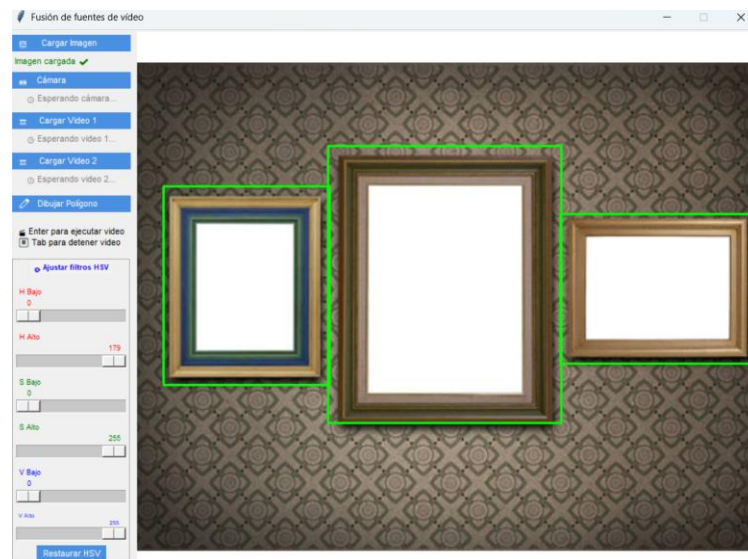 Fusión de fuentes de vídeo
Cargar Imagen
Imagen cargada ✔
Cámara
Esperando cámara...
Cargar Video 1
Esperando video 1...
Cargar Video 2
Esperando video 2...
Dibujar Polígono
Enter para ejecutar video
Tab para detener video
Ajustar filtros HSV
H Bajo
0
H Alto
179
S Bajo
0
S Alto
255
V Bajo
0
V Alto
255
Restaurar HSV